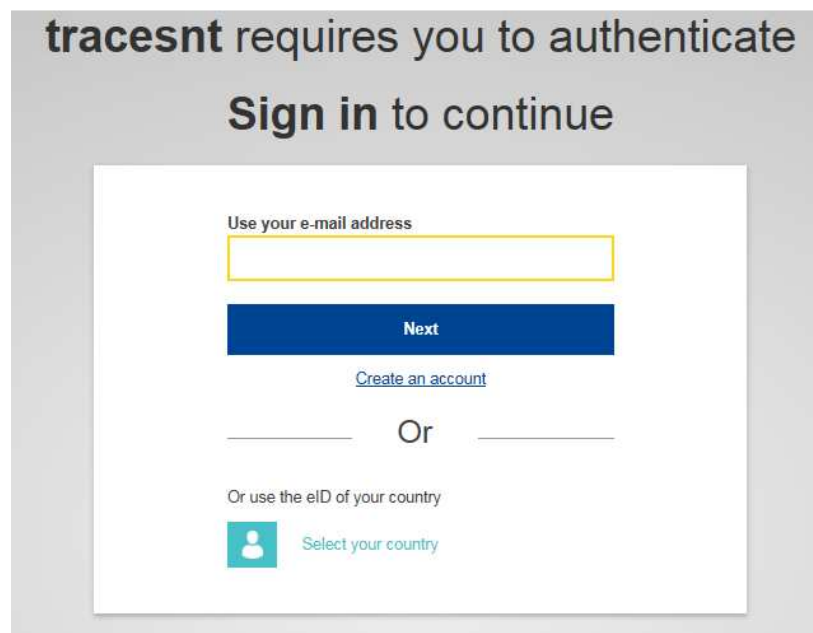 tracesnt requires you to authenticate
Sign in to continue
Use your e-mail address
Next
Create an account
Or
Or use the eID of your country
Select your country